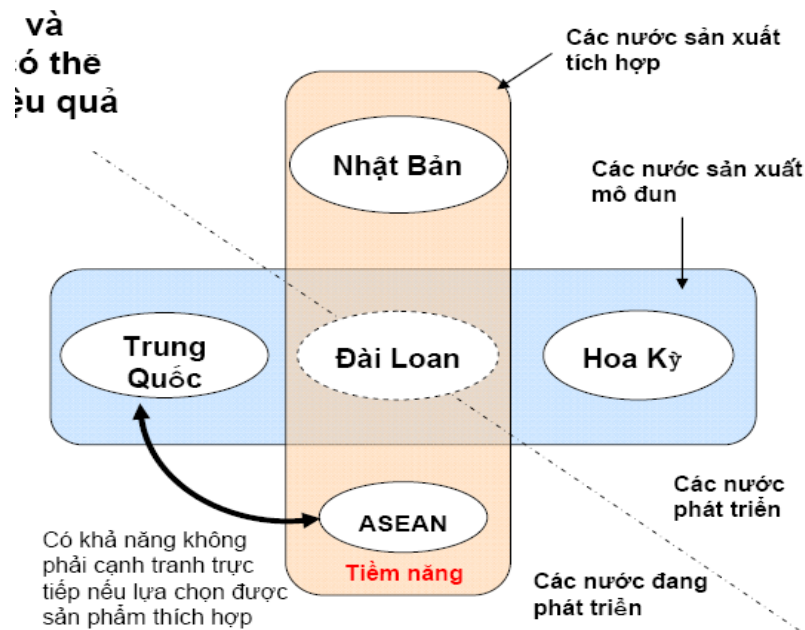 và
có thể
ệu quả
Các nước sản xuất
tích hợp
Nhật Bản
Các nước sản xuất
mô đun
Trung
Quốc
Đài Loan
Hoa Kỳ
ASEAN
Tiềm năng
Có khả năng không
phải cạnh tranh trực
tiếp nếu lựa chọn được
sản phẩm thích hợp
Các nước
phát triển
Các nước đang
phát triển